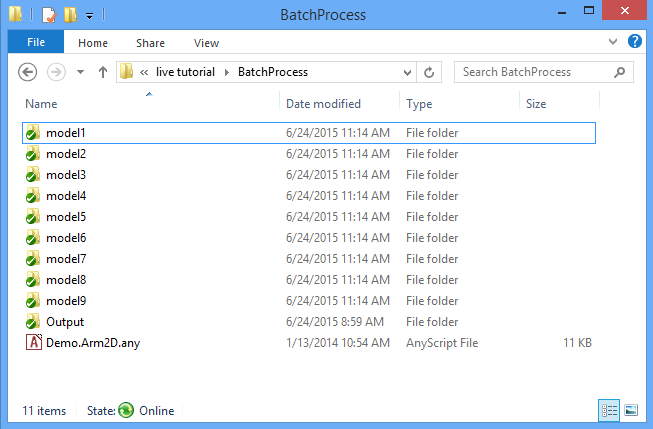 BatchProcess
File Home Share View
« live tutorial BatchProcess Search BatchProcess
Name Date modified Type Size
model1 6/24/2015 11:14 AM File folder
model2 6/24/2015 11:14 AM File folder
model3 6/24/2015 11:14 AM File folder
model4 6/24/2015 11:14 AM File folder
model5 6/24/2015 11:14 AM File folder
model6 6/24/2015 11:14 AM File folder
model7 6/24/2015 11:14 AM File folder
model8 6/24/2015 11:14 AM File folder
model9 6/24/2015 11:14 AM File folder
Output 6/24/2015 8:59 AM File folder
Demo.Arm2D.any 1/13/2014 10:54 AM AnyScript File 11 KB
11 items State: Online